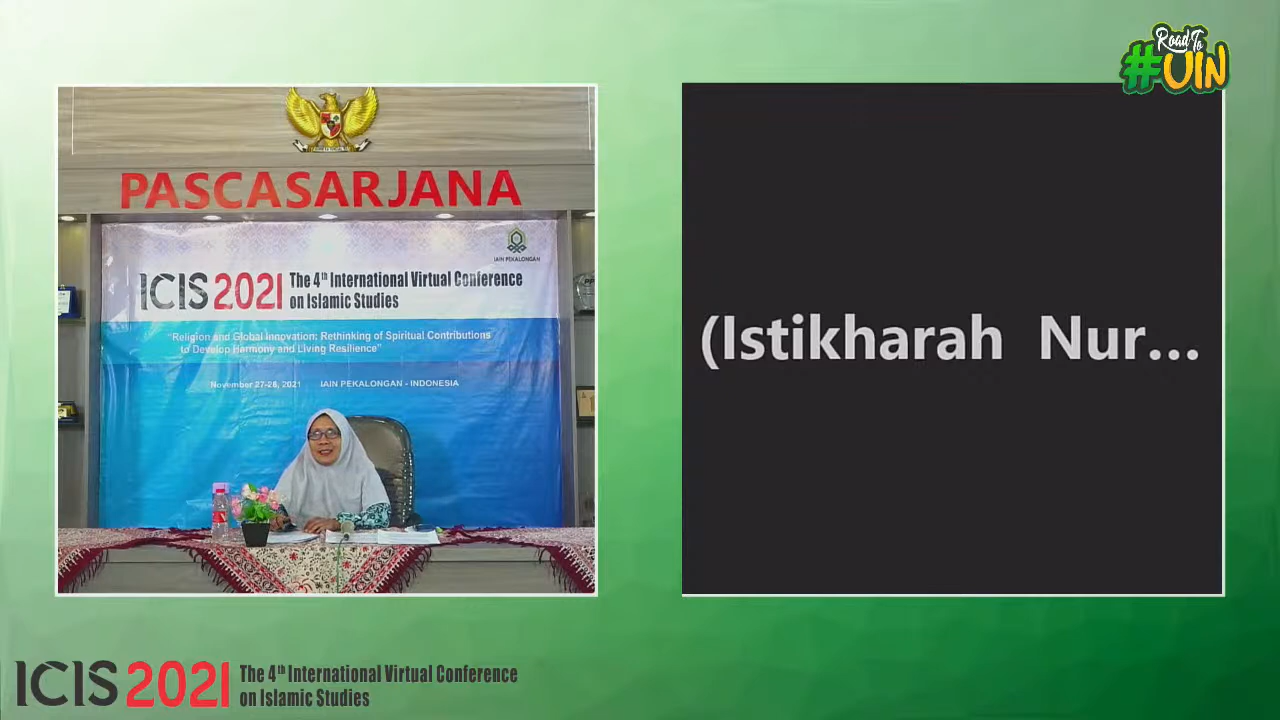 Road To
#UIN
PASCASARJANA
IAIN PEKALONGAN
ICIS 2021 The 4th International Virtual Conference
on Islamic Studies
"Religion and Global Innovation: Rethinking of Spiritual Contributions
to Develop Harmony and Living Resilience"
November 27-28, 2021 IAIN PEKALONGAN - INDONESIA
(Istikharah Nur...
ICIS 2021 The 4th International Virtual Conference
on Islamic Studies